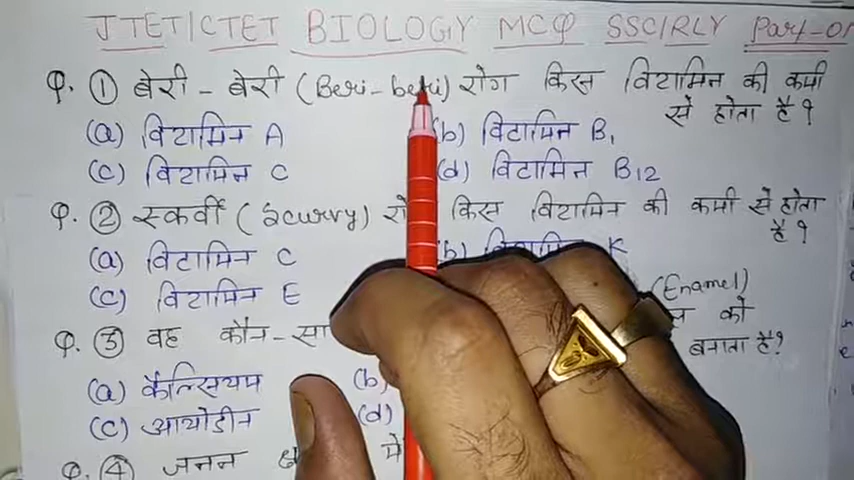 JTET/CTET BIOLOGY MCQ SSC/RLY Part-01
Q. ① बेरी - बेरी (Beri-beri) रोग किस विटामिन की कमी
से होता है?
(a) विटामिन A (b) विटामिन B1
(c) विटामिन C (d) विटामिन B12
Q. ② स्कर्वी (Scurvy) किस विटामिन की कमी से होता
है?
(a) विटामिन C (b) विटामिन K
(c) विटामिन E
(Enamel)
Q. ③ वह कौन-सा को
बनाता है?
(a) कैल्सियम (b)
(c) आयोडीन (d)
Q. ④ जनन